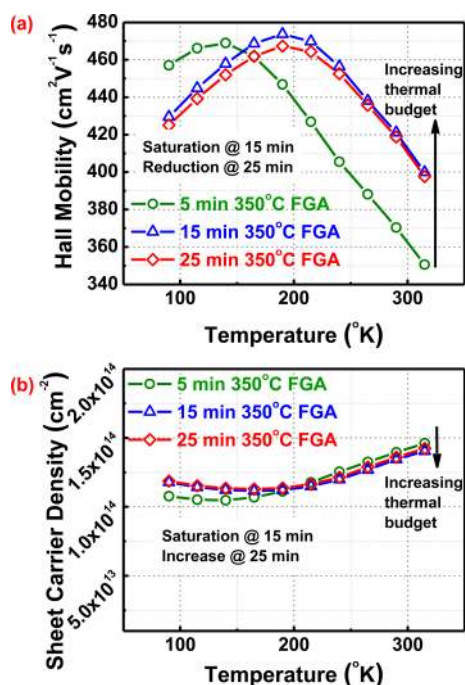 (a)
480
460
440
420
400
380
360
340
Hall Mobility (cm²V⁻¹s⁻¹)
Increasing
thermal
budget
Saturation @ 15 min
Reduction @ 25 min
5 min 350°C FGA
15 min 350°C FGA
25 min 350°C FGA
100 200 300
Temperature (°K)
(b)
2.0x10¹⁴
1.5x10¹⁴
1.0x10¹⁴
5.0x10¹³
Sheet Carrier Density (cm⁻²)
5 min 350°C FGA
15 min 350°C FGA
25 min 350°C FGA
Increasing
thermal
budget
Saturation @ 15 min
Increase @ 25 min
100 200 300
Temperature (°K)